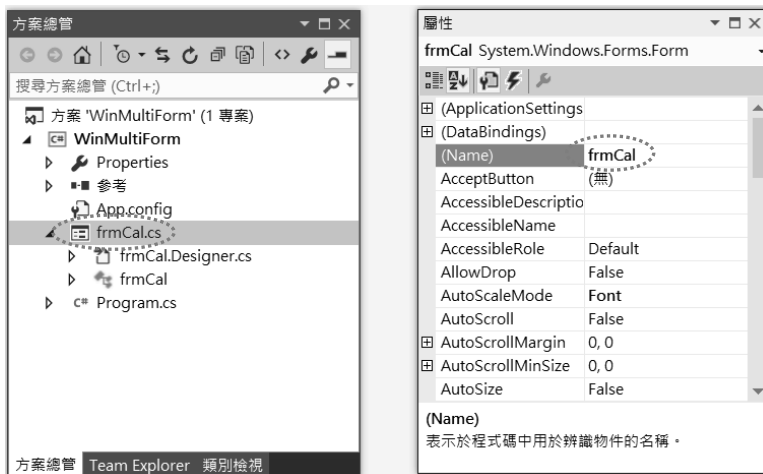 方案總管
搜尋方案總管 (Ctrl+;)
方案 'WinMultiForm' (1 專案)
C# WinMultiForm
Properties
參考
App.config
frmCal.cs
frmCal.Designer.cs
frmCal
C# Program.cs
方案總管 Team Explorer 類別檢視
屬性
frmCal System.Windows.Forms.Form
(ApplicationSettings
(DataBindings)
(Name) frmCal
AcceptButton (無)
AccessibleDescriptio
AccessibleName
AccessibleRole Default
AllowDrop False
AutoScaleMode Font
AutoScroll False
AutoScrollMargin 0, 0
AutoScrollMinSize 0, 0
AutoSize False
(Name)
表示於程式碼中用於辨識物件的名稱。